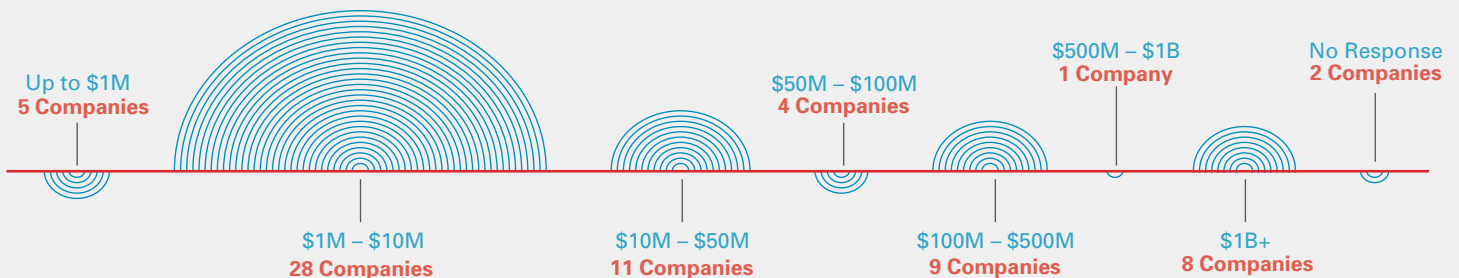 Up to $1M
5 Companies
$1M – $10M
28 Companies
$10M – $50M
11 Companies
$50M – $100M
4 Companies
$100M – $500M
9 Companies
$500M – $1B
1 Company
$1B+
8 Companies
No Response
2 Companies